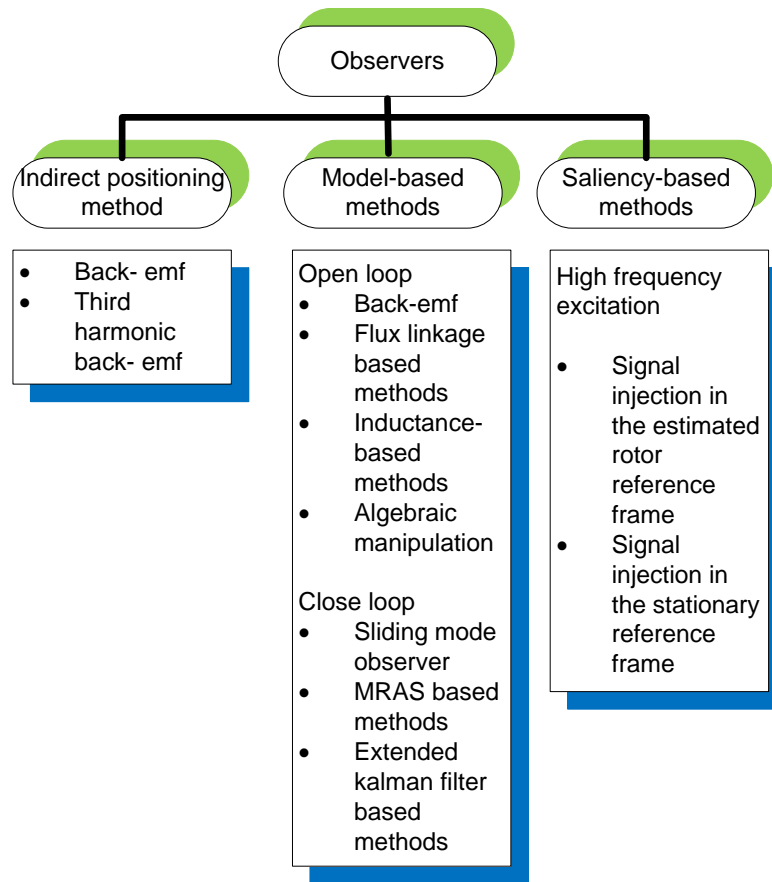 Observers
Indirect positioning
method
Model-based
methods
Saliency-based
methods
• Back- emf
• Third
harmonic
back- emf
Open loop
• Back-emf
• Flux linkage
based
methods
• Inductance-
based
methods
• Algebraic
manipulation
Close loop
• Sliding mode
observer
• MRAS based
methods
• Extended
kalman filter
based
methods
High frequency
excitation
• Signal
injection in
the estimated
rotor
reference
frame
• Signal
injection in
the stationary
reference
frame